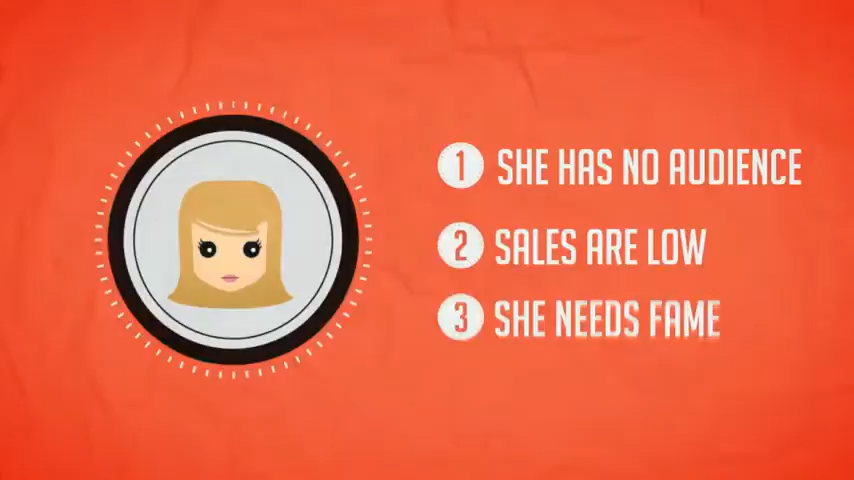 1 SHE HAS NO AUDIENCE
2 SALES ARE LOW
3 SHE NEEDS FAME